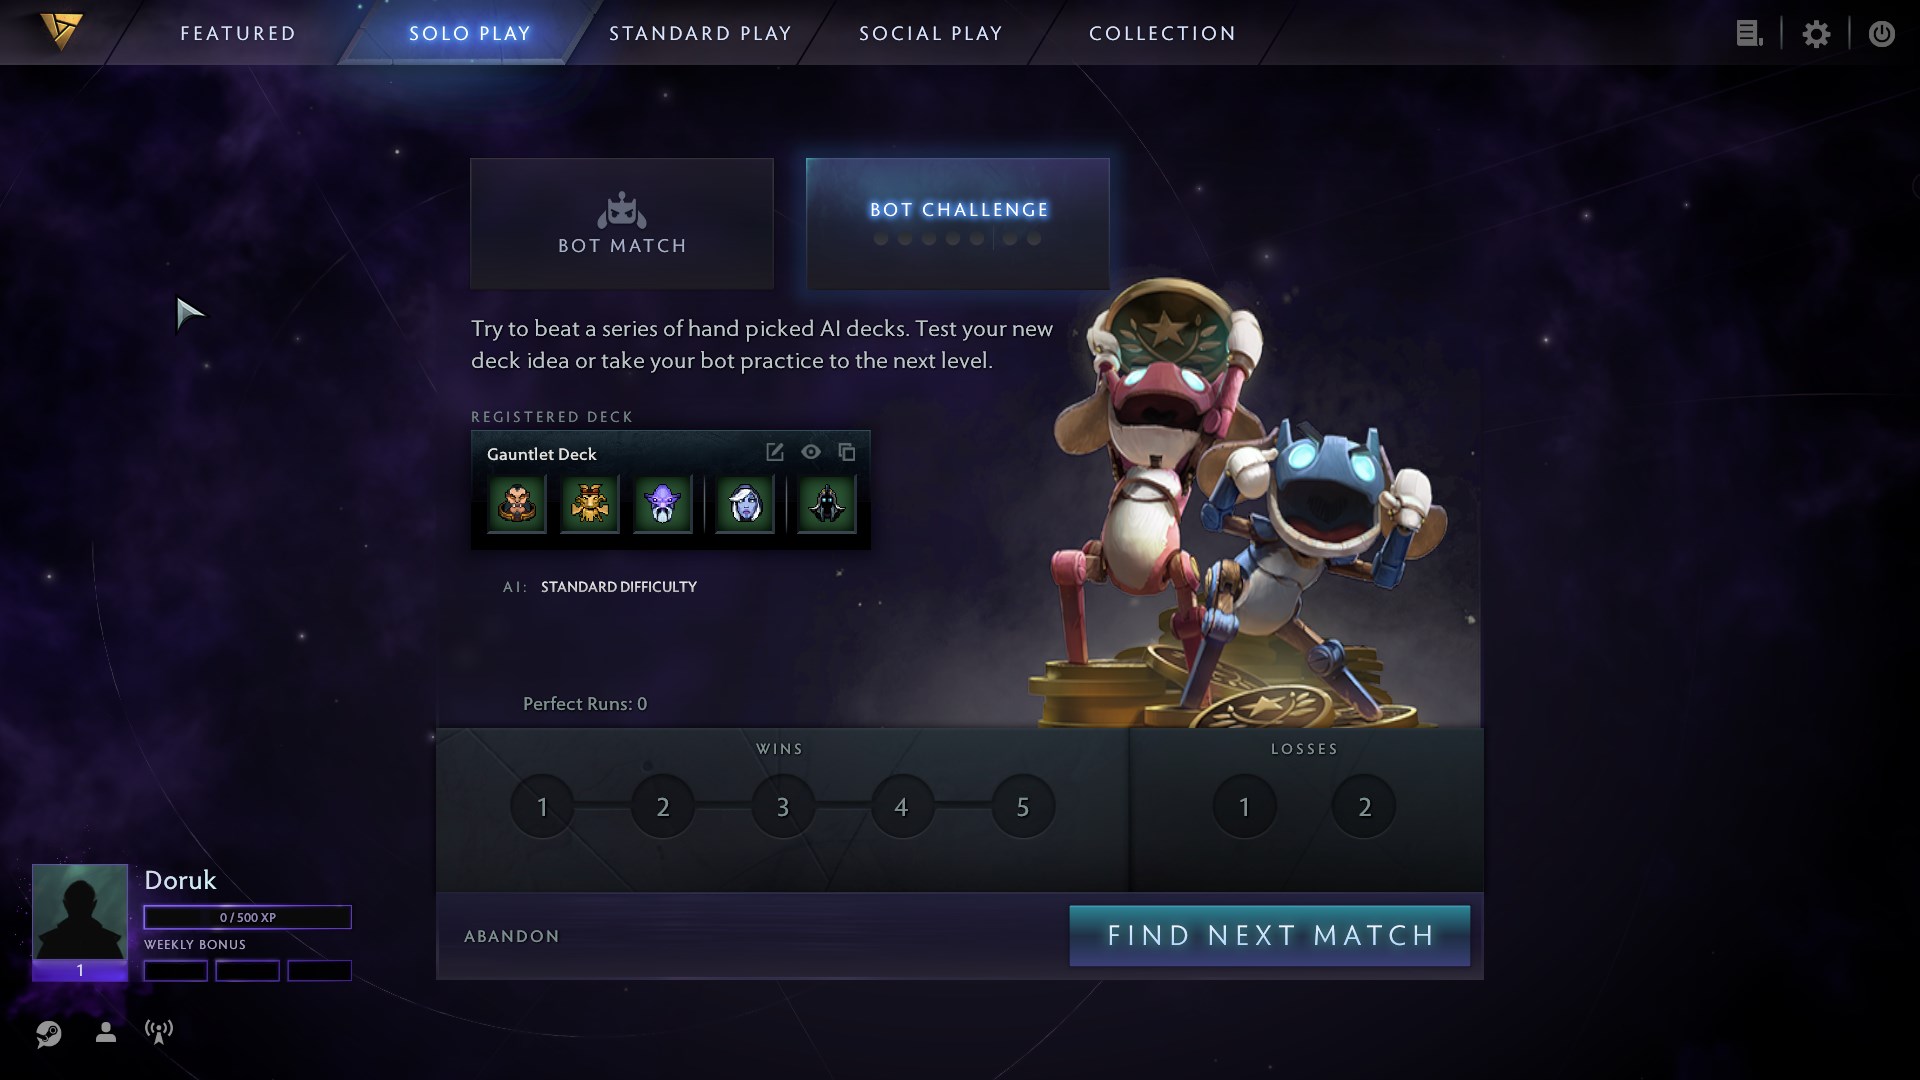 FEATURED
SOLO PLAY
STANDARD PLAY
SOCIAL PLAY
COLLECTION
BOT MATCH
BOT CHALLENGE
Try to beat a series of hand picked AI decks. Test your new
deck idea or take your bot practice to the next level.
REGISTERED DECK
Gauntlet Deck
AI: STANDARD DIFFICULTY
Perfect Runs: 0
WINS
LOSSES
1 2 3 4 5
1 2
Doruk
0 / 500 XP
WEEKLY BONUS
1
ABANDON
FIND NEXT MATCH